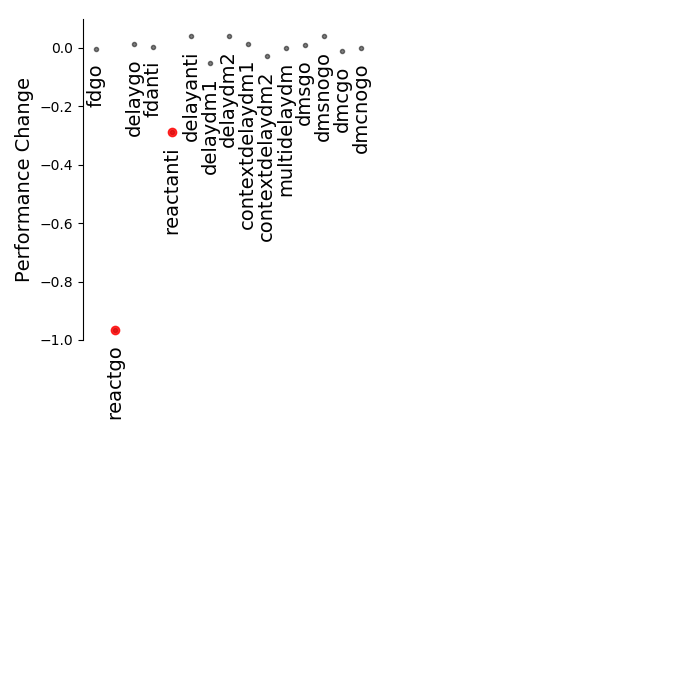 Performance Change
0.0
−0.2
−0.4
−0.6
−0.8
−1.0
fdgo
reactgo
delaygo
fdanti
reactanti
delayanti
delaydm1
delaydm2
contextdelaydm1
contextdelaydm2
multidelaydm
dmsgo
dmsnogo
dmcgo
dmcnogo